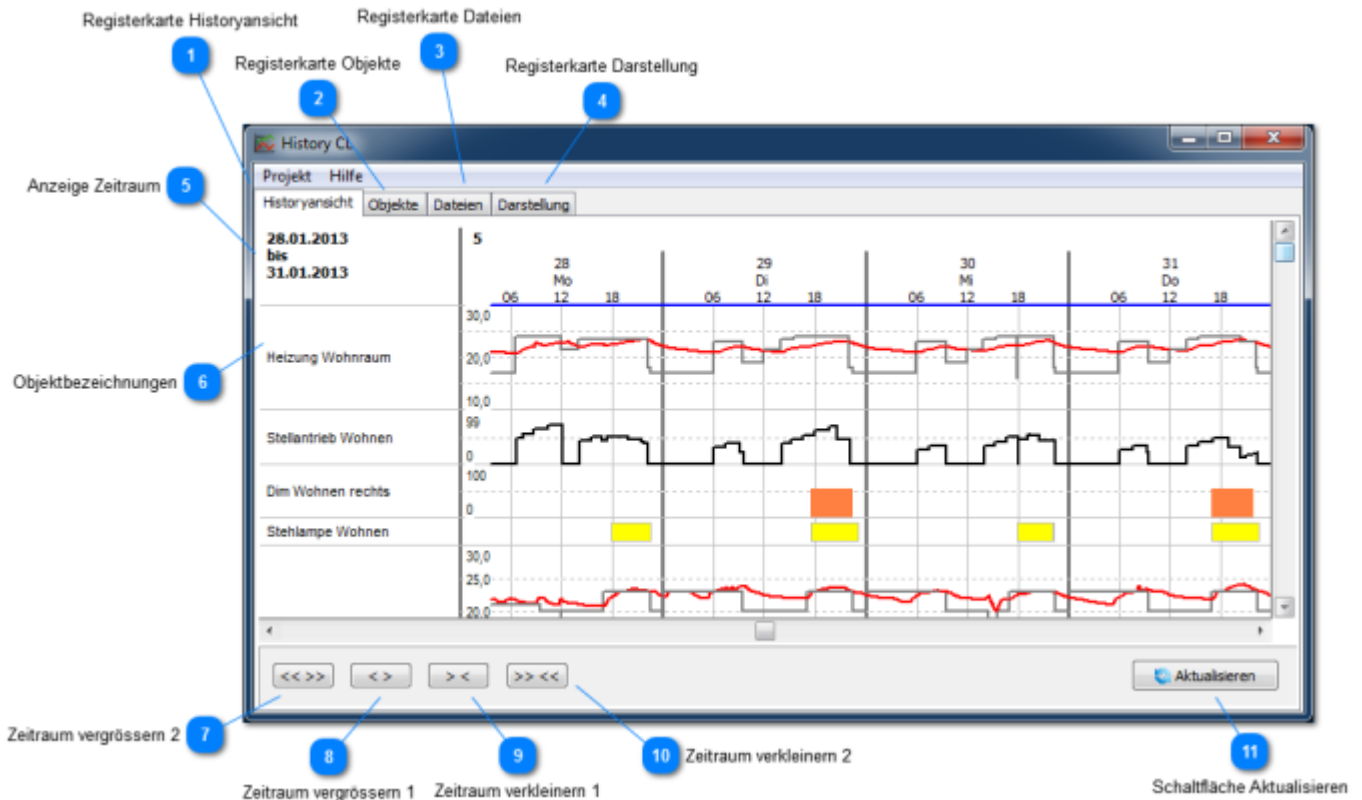 Registerkarte Historyansicht
Registerkarte Dateien
1
3
Registerkarte Objekte
Registerkarte Darstellung
2
4
History CL
Projekt Hilfe
Anzeige Zeitraum 5
Historyansicht Objekte Dateien Darstellung
28.01.2013
bis
31.01.2013
5
28 29 30 31
Mo Di Mi Do
06 12 18 06 12 18 06 12 18 06 12 18
30,0
Heizung Wohnraum
20,0
Objektbezeichnungen 6
10,0
99
Stellantrieb Wohnen
0
100
Dim Wohnen rechts
0
Stehlampe Wohnen
30,0
25,0
20,0
<< >> < > > < >> << Aktualisieren
Zeitraum vergrössern 2 7
8
9
10 Zeitraum verkleinern 2
11
Zeitraum vergrössern 1 Zeitraum verkleinern 1
Schaltfläche Aktualisieren